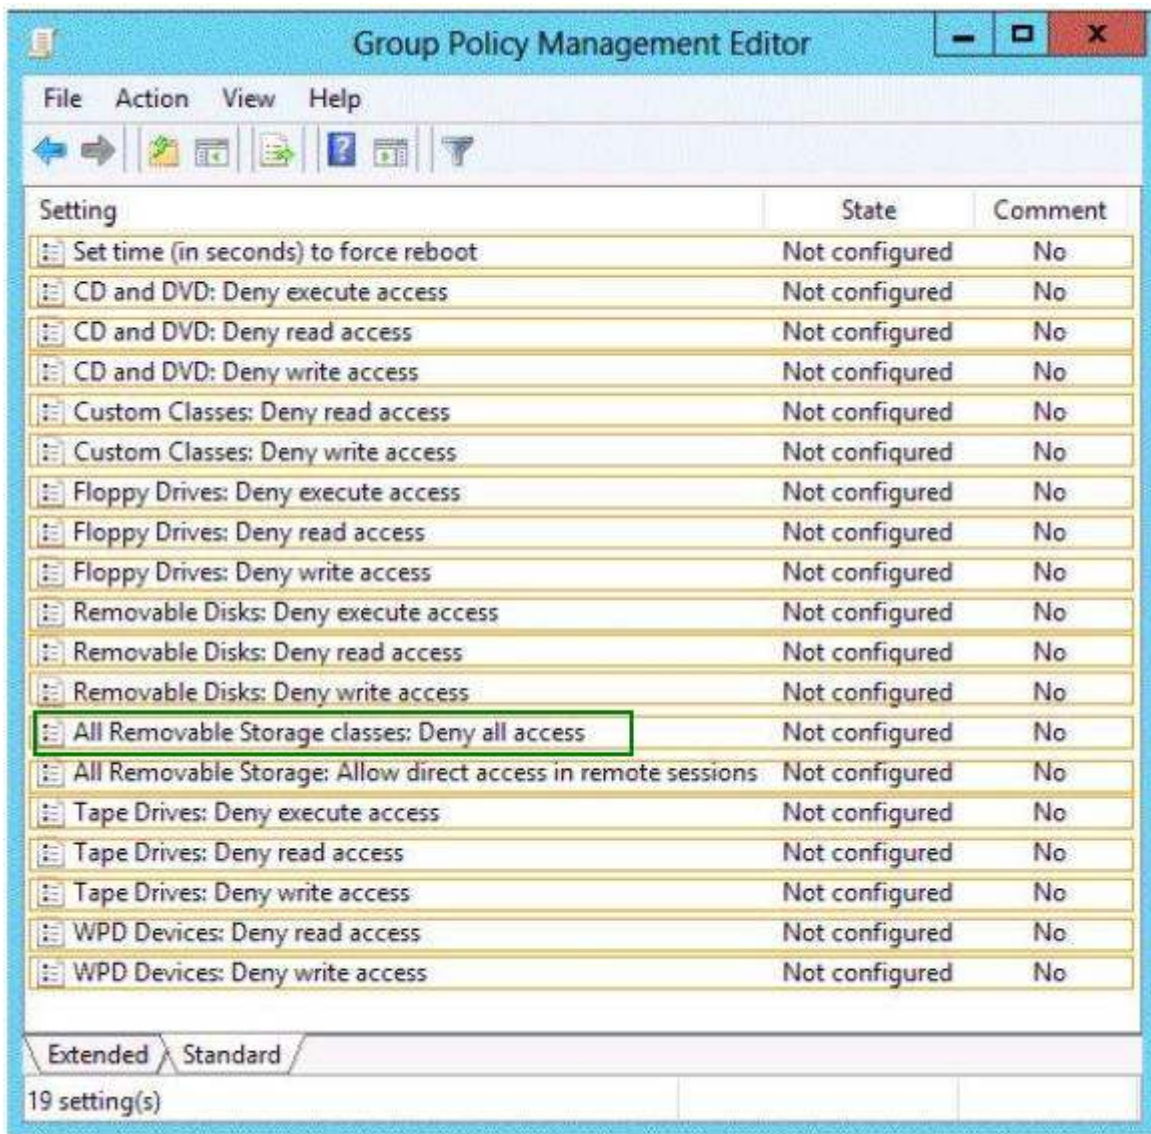 Group Policy Management Editor
File Action View Help
Setting State Comment
Set time (in seconds) to force reboot Not configured No
CD and DVD: Deny execute access Not configured No
CD and DVD: Deny read access Not configured No
CD and DVD: Deny write access Not configured No
Custom Classes: Deny read access Not configured No
Custom Classes: Deny write access Not configured No
Floppy Drives: Deny execute access Not configured No
Floppy Drives: Deny read access Not configured No
Floppy Drives: Deny write access Not configured No
Removable Disks: Deny execute access Not configured No
Removable Disks: Deny read access Not configured No
Removable Disks: Deny write access Not configured No
All Removable Storage classes: Deny all access Not configured No
All Removable Storage: Allow direct access in remote sessions Not configured No
Tape Drives: Deny execute access Not configured No
Tape Drives: Deny read access Not configured No
Tape Drives: Deny write access Not configured No
WPD Devices: Deny read access Not configured No
WPD Devices: Deny write access Not configured No
Extended Standard
19 setting(s)